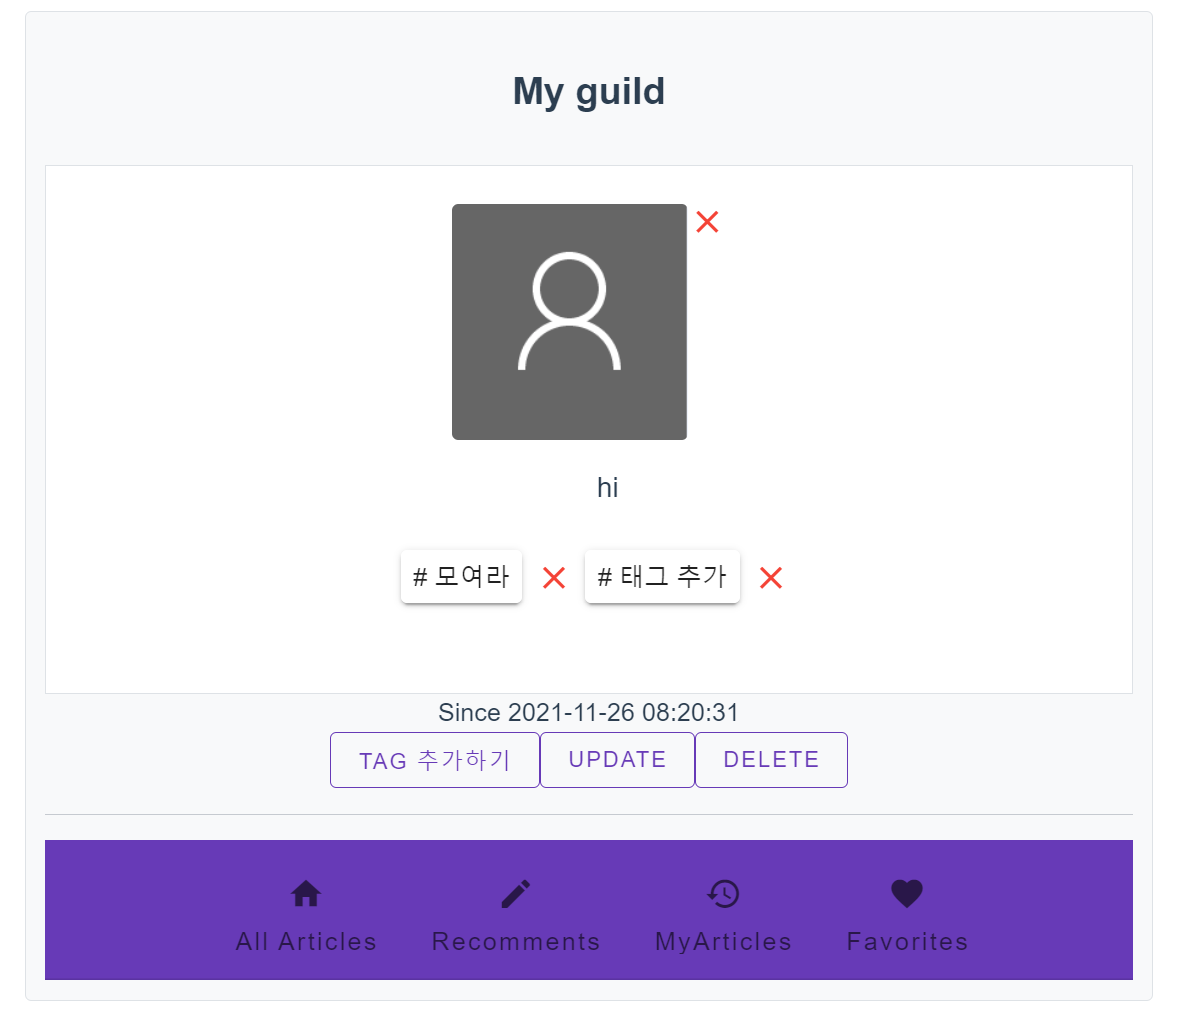 My guild
hi
# 모여라 # 태그 추가
Since 2021-11-26 08:20:31
TAG 추가하기 UPDATE DELETE
All Articles Recomments MyArticles Favorites